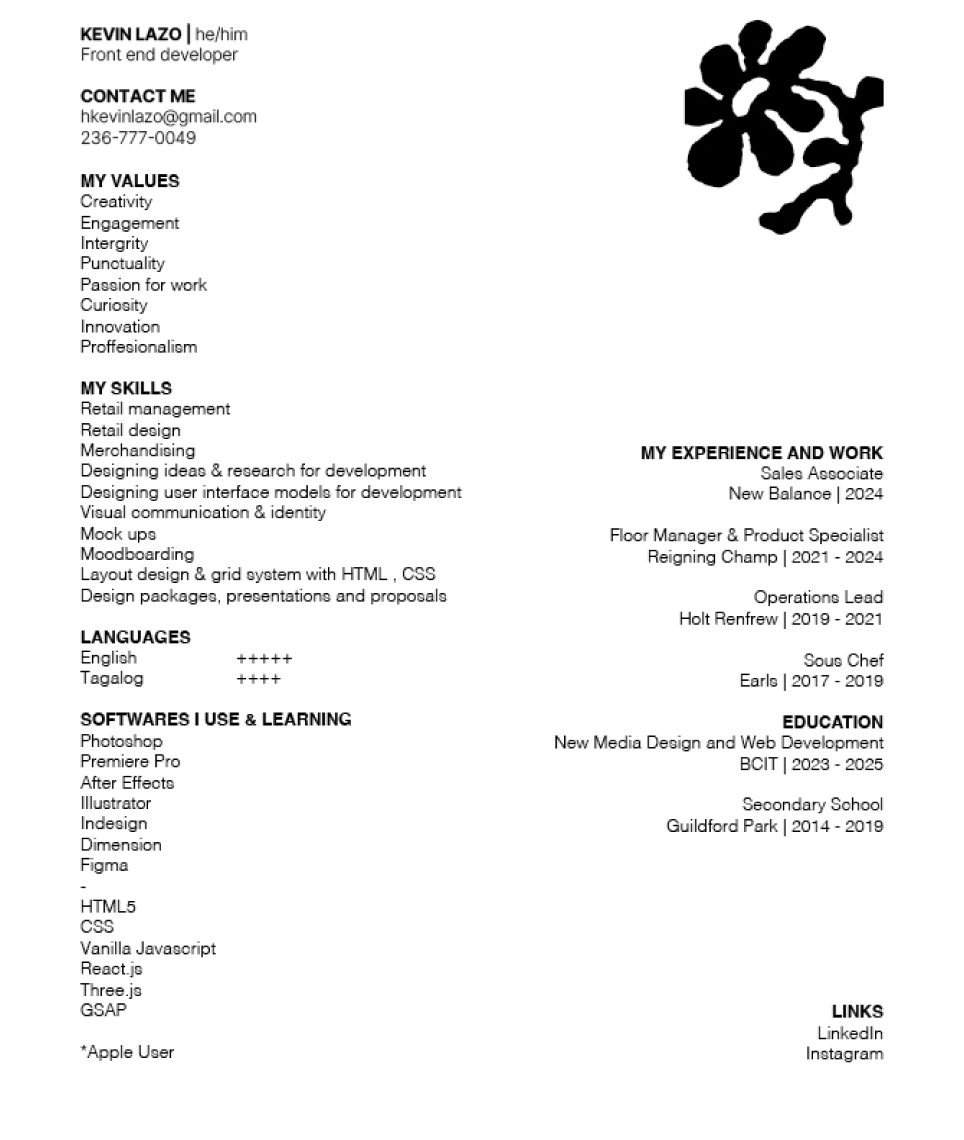 KEVIN LAZO | he/him
Front end developer
CONTACT ME
hkevinlazo@gmail.com
236-777-0049
MY VALUES
Creativity
Engagement
Intergrity
Punctuality
Passion for work
Curiosity
Innovation
Proffesionalism
MY SKILLS
Retail management
Retail design
Merchandising
Designing ideas & research for development
Designing user interface models for development
Visual communication & identity
Mock ups
Moodboarding
Layout design & grid system with HTML , CSS
Design packages, presentations and proposals
LANGUAGES
English +++++
Tagalog ++++
SOFTWARES I USE & LEARNING
Photoshop
Premiere Pro
After Effects
Illustrator
Indesign
Dimension
Figma
-
HTML5
CSS
Vanilla Javascript
React.js
Three.js
GSAP
*Apple User
MY EXPERIENCE AND WORK
Sales Associate
New Balance | 2024
Floor Manager & Product Specialist
Reigning Champ | 2021 - 2024
Operations Lead
Holt Renfrew | 2019 - 2021
Sous Chef
Earls | 2017 - 2019
EDUCATION
New Media Design and Web Development
BCIT | 2023 - 2025
Secondary School
Guildford Park | 2014 - 2019
LINKS
LinkedIn
Instagram